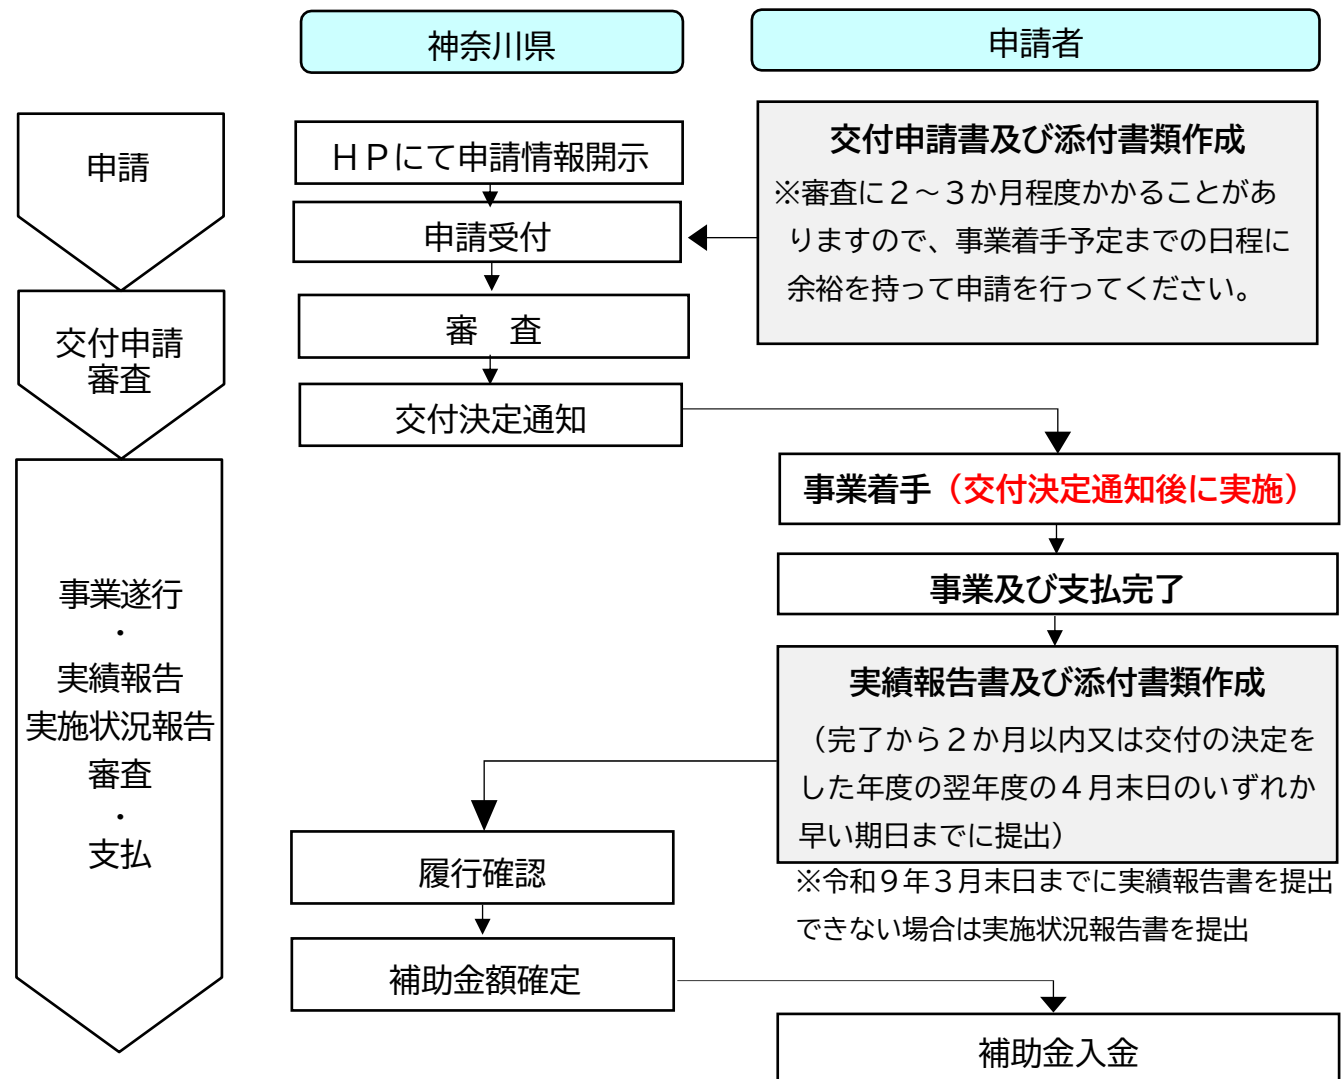 神奈川県
申請者
申請
ＨＰにて申請情報開示
申請受付
交付申請書及び添付書類作成
※審査に２～３か月程度かかることがあ
りますので、事業着手予定までの日程に
余裕を持って申請を行ってください。
交付申請
審査
審　査
交付決定通知
事業着手（交付決定通知後に実施）
事業及び支払完了
事業遂行
・
実績報告
実施状況報告
審査
・
支払
実績報告書及び添付書類作成
（完了から２か月以内又は交付の決定を
した年度の翌年度の４月末日のいずれか
早い期日までに提出）
※令和９年３月末日までに実績報告書を提出
できない場合は実施状況報告書を提出
履行確認
補助金額確定
補助金入金